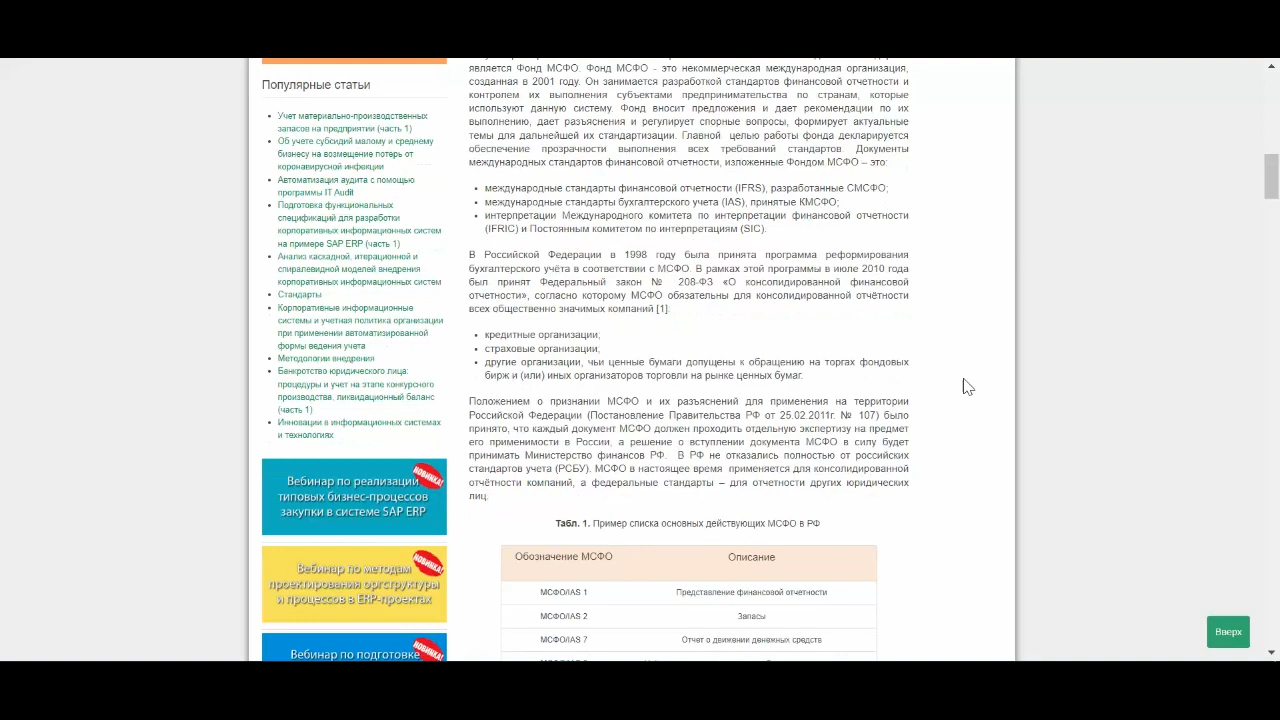 Популярные статьи
Учет материально-производственных
запасов на предприятии (часть 1)
Об учете субсидий малому и среднему
бизнесу на возмещение потерь от
коронавирусной инфекции
Автоматизация аудита с помощью
программы IT Audit
Подготовка функциональных
спецификаций для разработки
корпоративных информационных систем
на примере SAP ERP (часть 1)
Анализ каскадной, итерационной и
спиралевидной моделей внедрения
корпоративных информационных систем
Стандарты
Корпоративные информационные
системы и учетная политика организации
при применении автоматизированной
формы ведения учета
Методологии внедрения
Банкротство юридического лица:
процедуры и учет на этапе конкурсного
производства, ликвидационный баланс
(часть 1)
Инновации в информационных системах
и технологиях
НОВИНКА!
Вебинар по реализации
типовых бизнес-процессов
закупки в системе SAP ERP
НОВИНКА!
Вебинар по методам
проектирования оргструктуры
и процессов в ERP-проектах
НОВИНКА!
Вебинар по подготовке
является Фонд МСФО. Фонд МСФО - это некоммерческая международная организация,
созданная в 2001 году. Он занимается разработкой стандартов финансовой отчетности и
контролем их выполнения субъектами предпринимательства по странам, которые
используют данную систему. Фонд вносит предложения и дает рекомендации по их
выполнению, дает разъяснения и регулирует спорные вопросы, формирует актуальные
темы для дальнейшей их стандартизации. Главной целью работы фонда декларируется
обеспечение прозрачности выполнения всех требований стандартов. Документы
международных стандартов финансовой отчетности, изложенные Фондом МСФО – это:
международные стандарты финансовой отчетности (IFRS), разработанные СМСФО;
международные стандарты бухгалтерского учета (IAS), принятые КМСФО;
интерпретации Международного комитета по интерпретации финансовой отчетности
(IFRIC) и Постоянным комитетом по интерпретациям (SIC).
В Российской Федерации в 1998 году была принята программа реформирования
бухгалтерского учёта в соответствии с МСФО. В рамках этой программы в июле 2010 года
был принят Федеральный закон № 208-ФЗ «О консолидированной финансовой
отчетности», согласно которому МСФО обязательны для консолидированной отчётности
всех общественно значимых компаний [1]:
кредитные организации;
страховые организации;
другие организации, чьи ценные бумаги допущены к обращению на торгах фондовых
бирж и (или) иных организаторов торговли на рынке ценных бумаг.
Положением о признании МСФО и их разъяснений для применения на территории
Российской Федерации (Постановление Правительства РФ от 25.02.2011г. № 107) было
принято, что каждый документ МСФО должен проходить отдельную экспертизу на предмет
его применимости в России, а решение о вступлении документа МСФО в силу будет
принимать Министерство финансов РФ. В РФ не отказались полностью от российских
стандартов учета (РСБУ). МСФО в настоящее время применяется для консолидированной
отчётности компаний, а федеральные стандарты – для отчетности других юридических
лиц.
Табл. 1. Пример списка основных действующих МСФО в РФ
Обозначение МСФО Описание
МСФО/IAS 1 Представление финансовой отчетности
МСФО/IAS 2 Запасы
МСФО/IAS 7 Отчет о движении денежных средств
Вверх